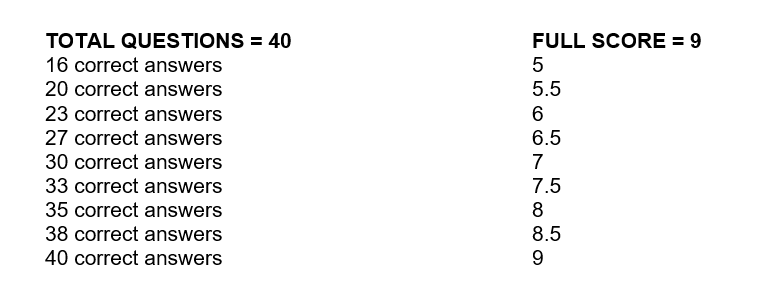 TOTAL QUESTIONS = 40 FULL SCORE = 9
16 correct answers 5
20 correct answers 5.5
23 correct answers 6
27 correct answers 6.5
30 correct answers 7
33 correct answers 7.5
35 correct answers 8
38 correct answers 8.5
40 correct answers 9